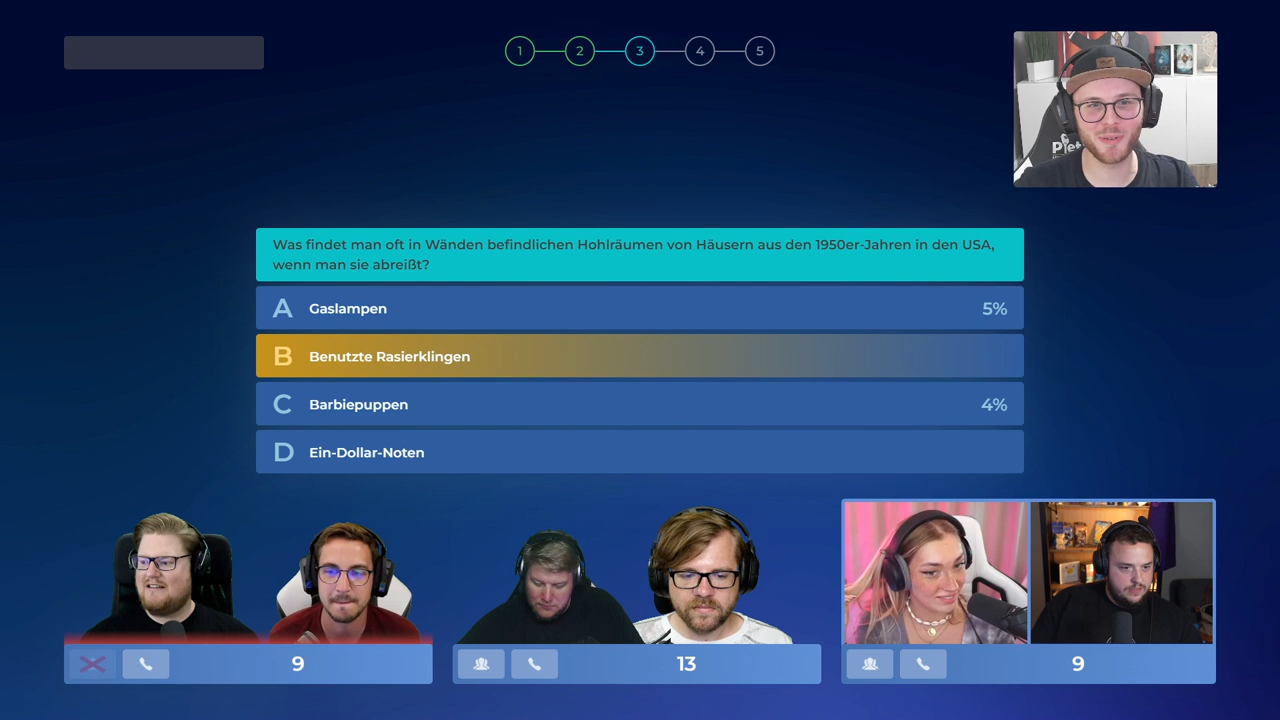 1 2 3 4 5
Was findet man oft in Wänden befindlichen Hohlräumen von Häusern aus den 1950er-Jahren in den USA,
wenn man sie abreißt?
A Gaslampen 5%
B Benutzte Rasierklingen
C Barbiepuppen 4%
D Ein-Dollar-Noten
9
13
9